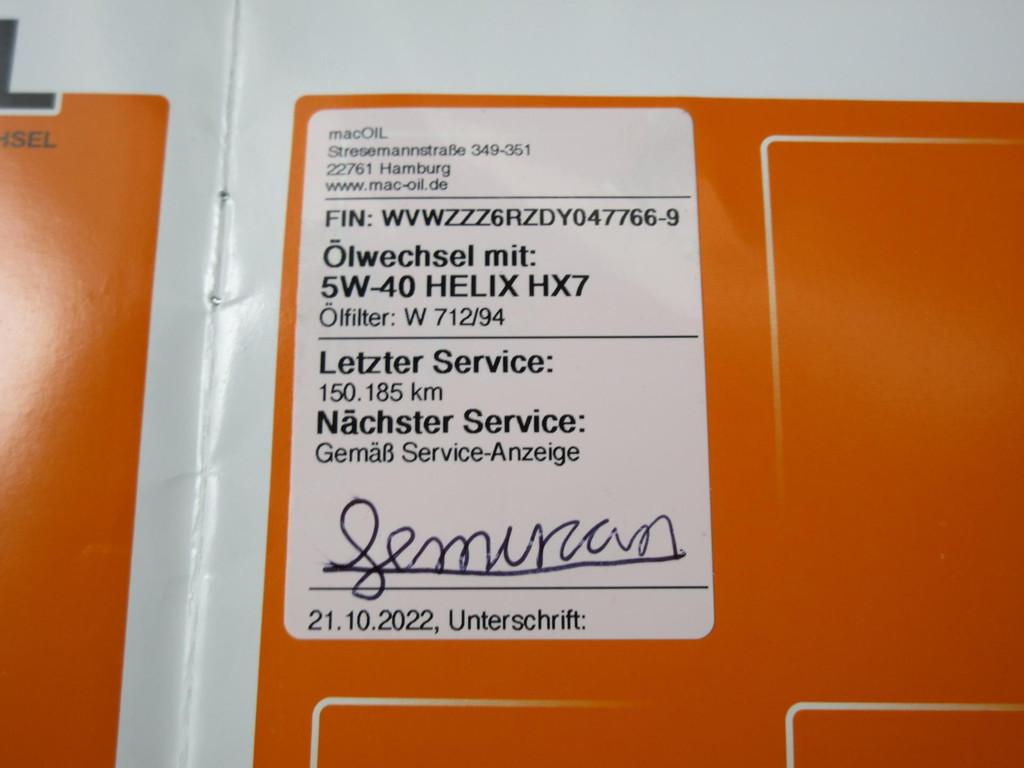 L
HSEL
macOIL
Stresemannstraße 349-351
22761 Hamburg
www.mac-oil.de
FIN: WVWZZZ6RZDY047766-9
Ölwechsel mit:
5W-40 HELIX HX7
Ölfilter: W 712/94
Letzter Service:
150.185 km
Nächster Service:
Gemäß Service-Anzeige
21.10.2022, Unterschrift: